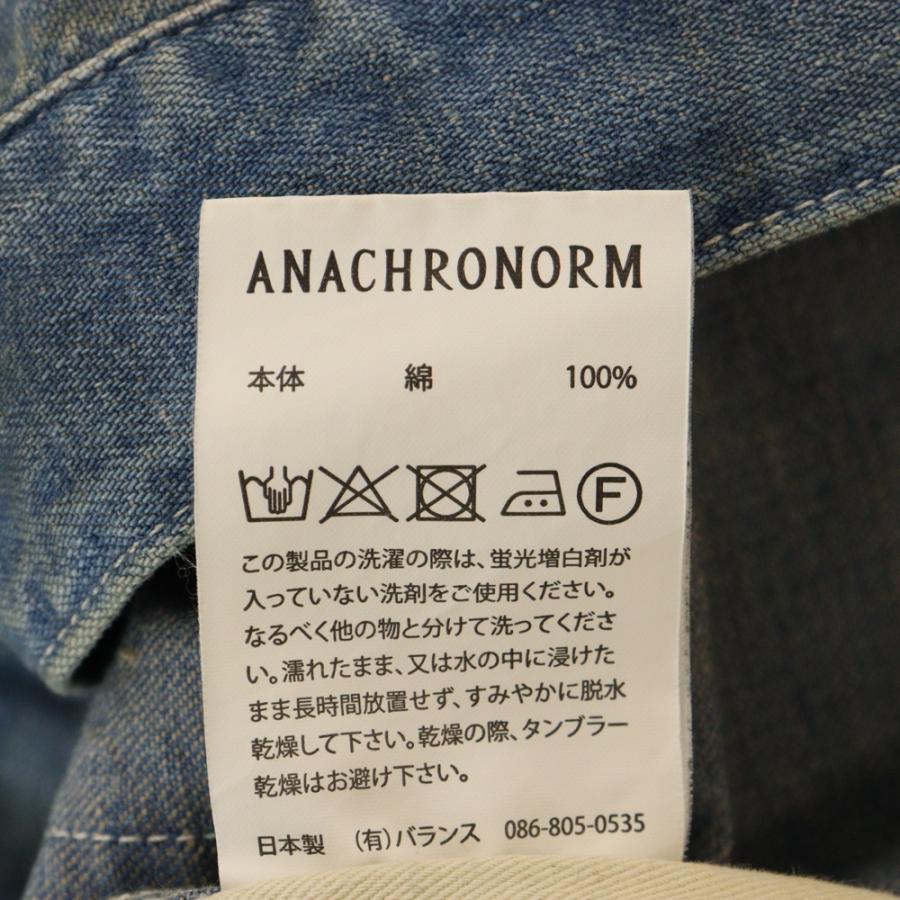 ANACHRONORM
本体 綿 100%
F
この製品の洗濯の際は、蛍光増白剤が
入っていない洗剤をご使用ください。
なるべく他の物と分けて洗ってくださ
い。濡れたまま、又は水の中に浸けた
まま長時間放置せず、すみやかに脱水
乾燥して下さい。乾燥の際、タンブラー
乾燥はお避け下さい。
日本製 (有)バランス 086-805-0535